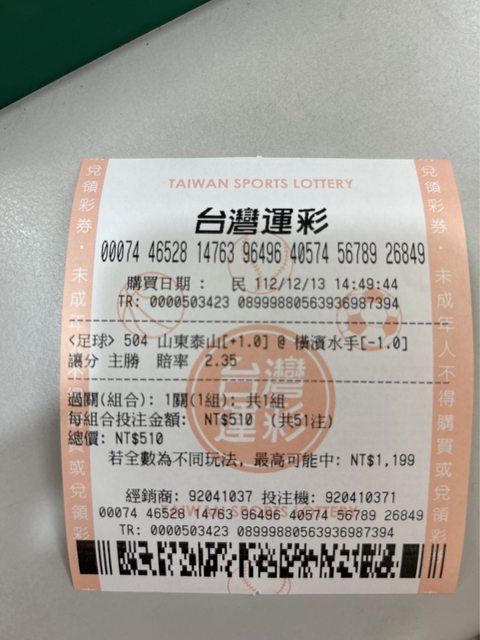 TAIWAN SPORTS LOTTERY
台灣運彩
00074 46528 14763 96496 40574 56789 26849
購買日期: 民 112/12/13 14:49:44
TR: 0000503423 08999880563936987394
<足球> 504 山東泰山[+1.0] @ 橫濱水手[-1.0]
讓分 主勝 賠率 2.35
過關(組合): 1關(1組): 共1組
每組合投注金額: NT$510 (共51注)
總價: NT$510
若全數為不同玩法, 最高可能中: NT$1,199
經銷商: 92041037 投注機: 920410371
00074 46528 14763 96496 40574 56789 26849
TR: 0000503423 08999880563936987394
台灣運彩
兌領彩券・未成年人
不得購買或兌領彩
兌領彩券・未成年人不得購買或兌領彩